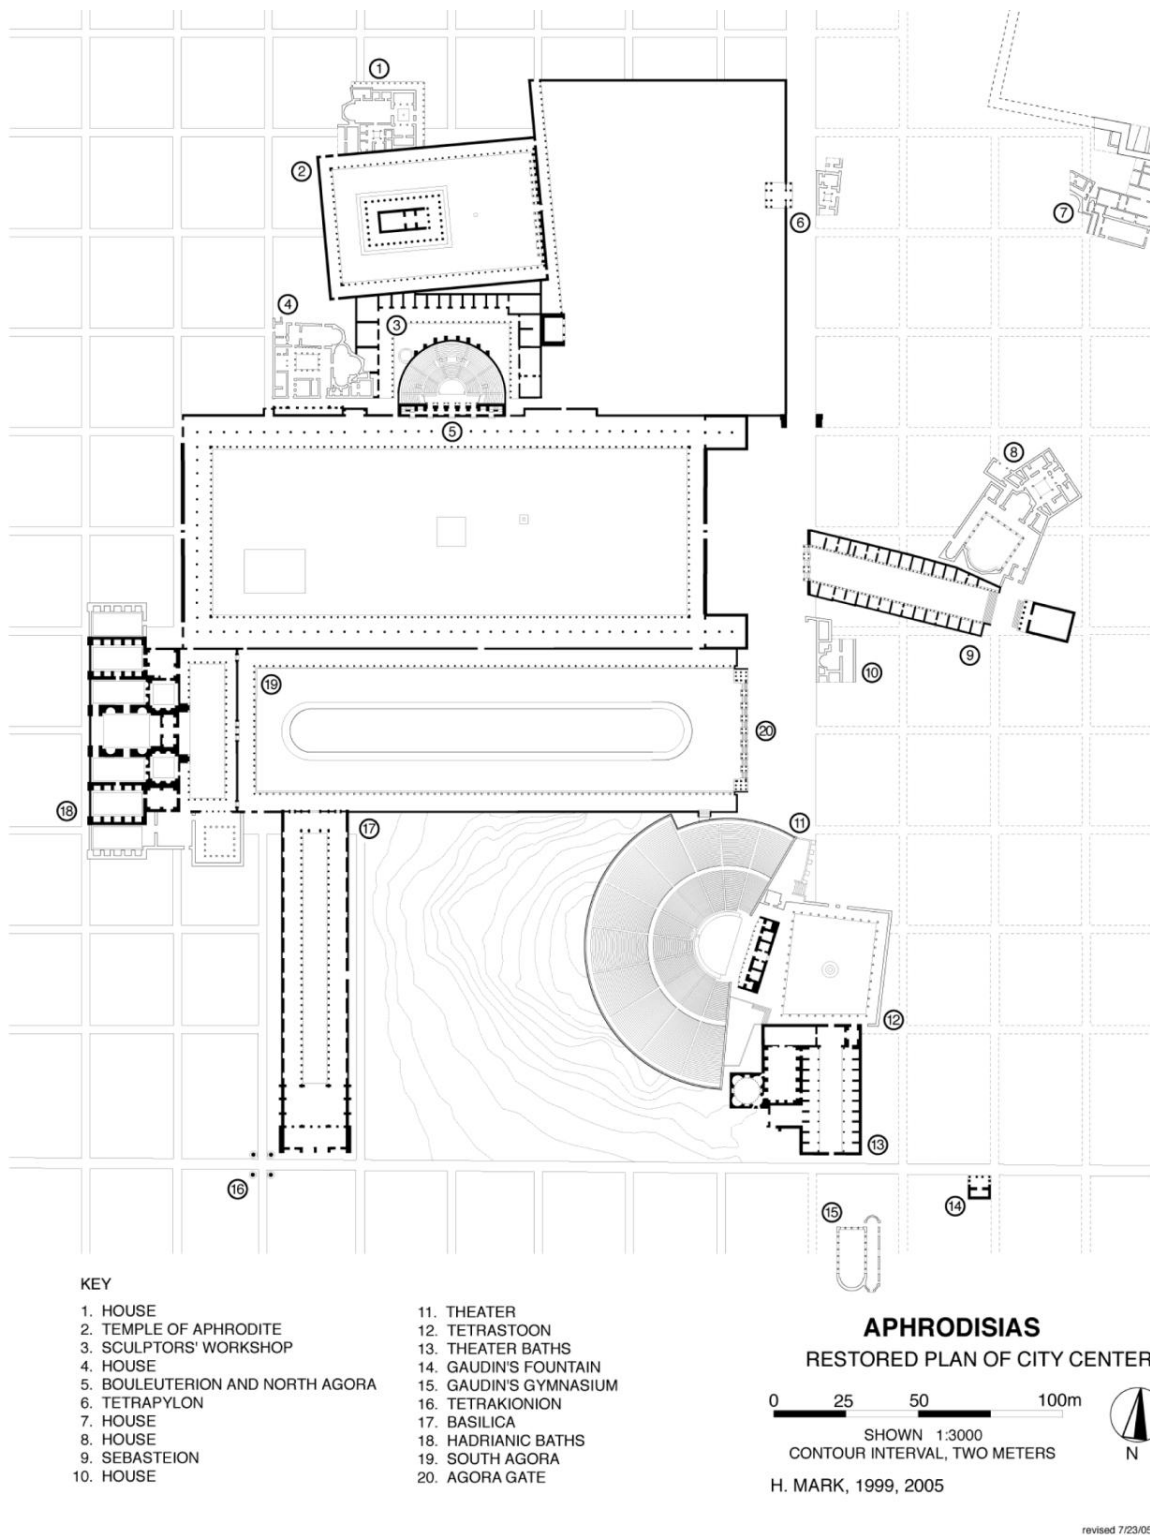 1
2
6
7
4
3
5
8
9
10
19
20
18
17
11
12
13
16
14
15
KEY
1. HOUSE
2. TEMPLE OF APHRODITE
3. SCULPTORS' WORKSHOP
4. HOUSE
5. BOULEUTERION AND NORTH AGORA
6. TETRAPYLON
7. HOUSE
8. HOUSE
9. SEBASTEION
10. HOUSE
11. THEATER
12. TETRASTOON
13. THEATER BATHS
14. GAUDIN'S FOUNTAIN
15. GAUDIN'S GYMNASIUM
16. TETRAKIONION
17. BASILICA
18. HADRIANIC BATHS
19. SOUTH AGORA
20. AGORA GATE
APHRODISIAS
RESTORED PLAN OF CITY CENTER
0 25 50 100m
SHOWN 1:3000
CONTOUR INTERVAL, TWO METERS
N
H. MARK, 1999, 2005
revised 7/23/05